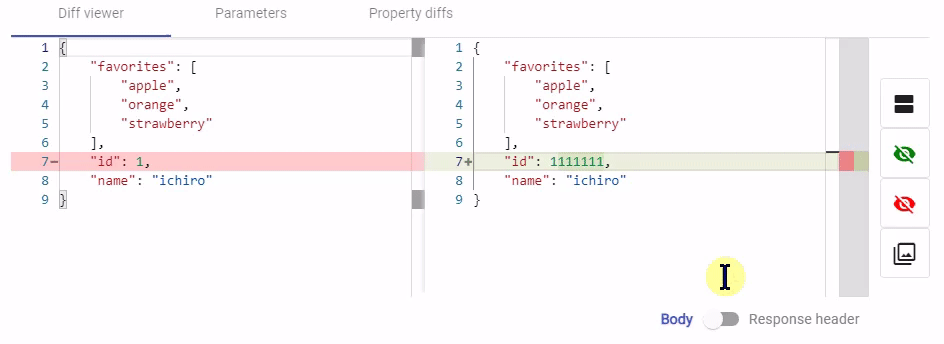 Diff viewer Parameters Property diffs
1 { 1 {
2 "favorites": [ 2 "favorites": [
3 "apple", 3 "apple",
4 "orange", 4 "orange",
5 "strawberry" 5 "strawberry"
6 ], 6 ],
7− "id": 1, 7+ "id": 11111111,
8 "name": "ichiro" 8 "name": "ichiro"
9 } 9 }
Body Response header